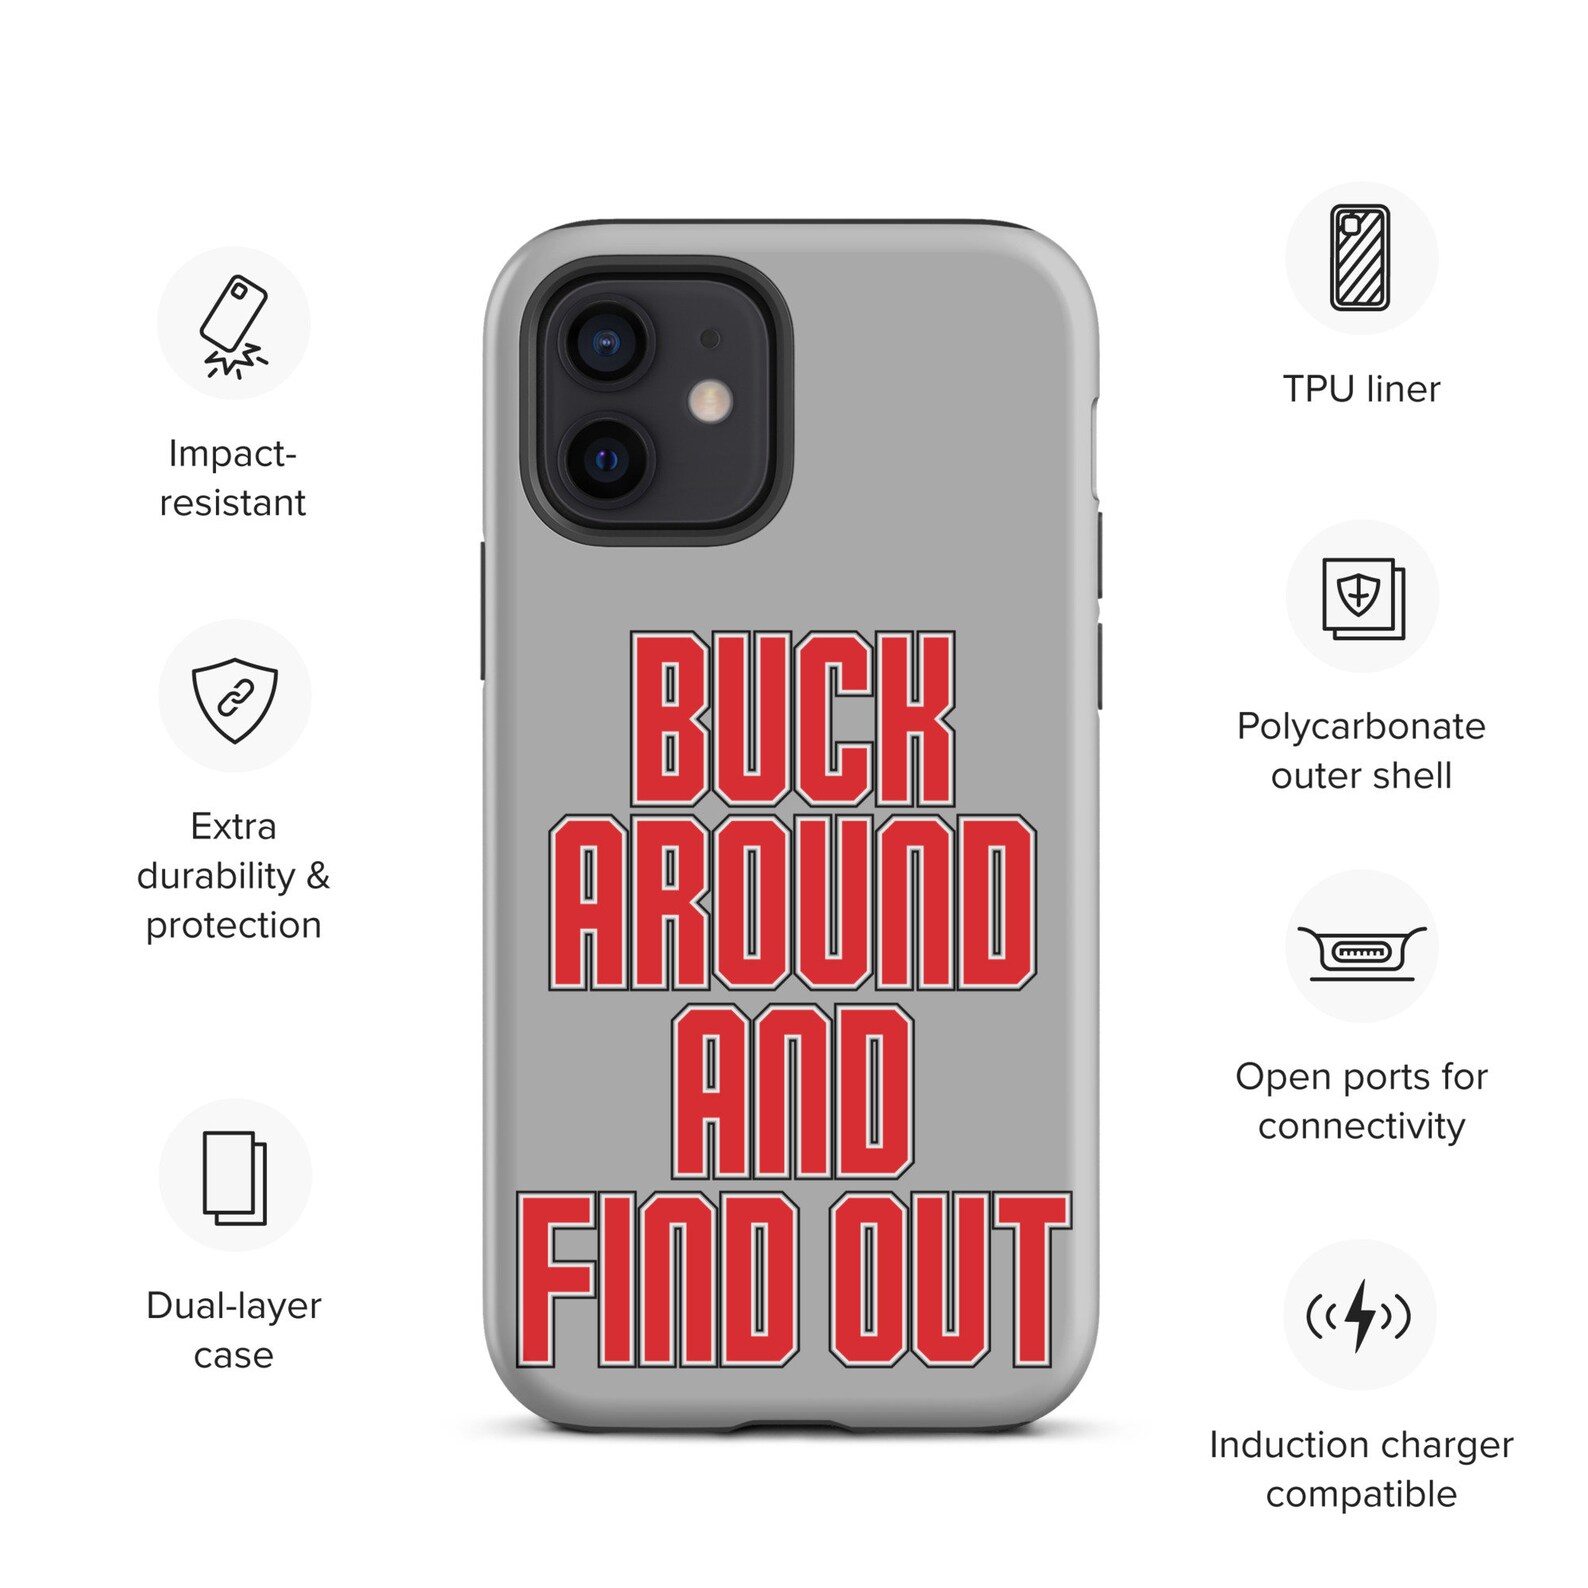 Impact-
resistant
Extra
durability &
protection
Dual-layer
case
BUCK
AROUND
AND
FIND OUT
TPU liner
Polycarbonate
outer shell
Open ports for
connectivity
Induction charger
compatible